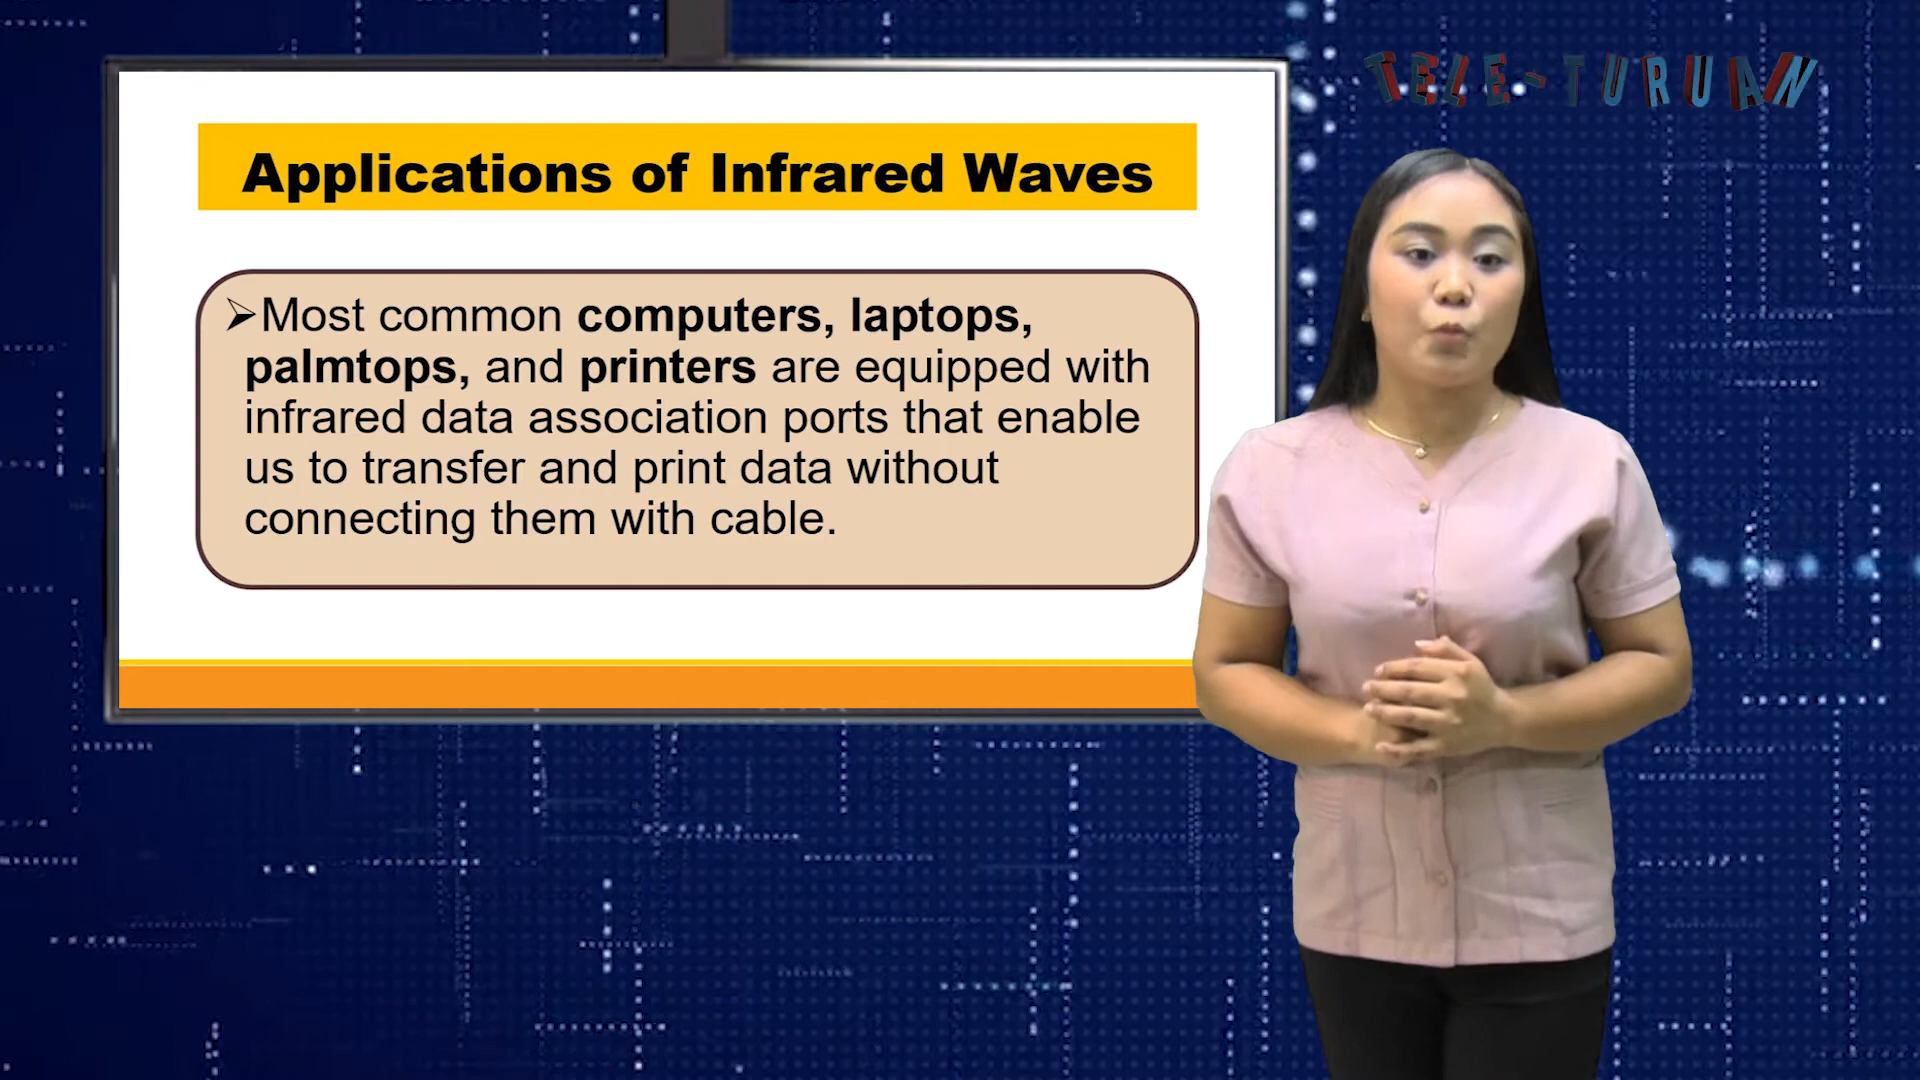 TELE-TURUAN
Applications of Infrared Waves
➢Most common computers, laptops,
palmtops, and printers are equipped with
infrared data association ports that enable
us to transfer and print data without
connecting them with cable.